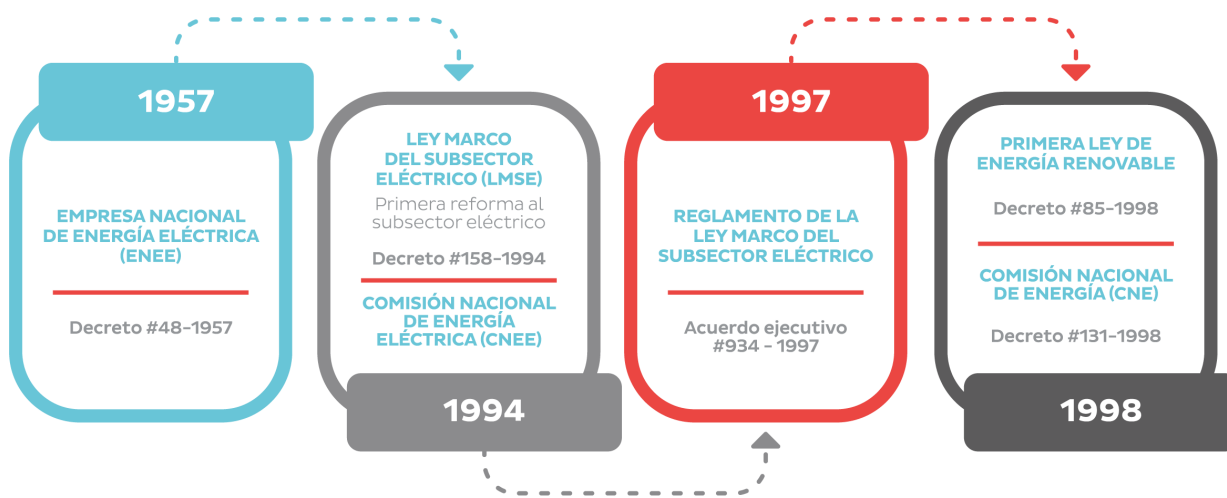 1957
EMPRESA NACIONAL
DE ENERGÍA ELÉCTRICA
(ENEE)
Decreto #48-1957
LEY MARCO
DEL SUBSECTOR
ELÉCTRICO (LMSE)
Primera reforma al
subsector eléctrico
Decreto #158-1994
COMISIÓN NACIONAL
DE ENERGÍA
ELÉCTRICA (CNEE)
1994
1997
REGLAMENTO DE LA
LEY MARCO DEL
SUBSECTOR ELÉCTRICO
Acuerdo ejecutivo
#934 - 1997
PRIMERA LEY DE
ENERGÍA RENOVABLE
Decreto #85-1998
COMISIÓN NACIONAL
DE ENERGÍA (CNE)
Decreto #131-1998
1998